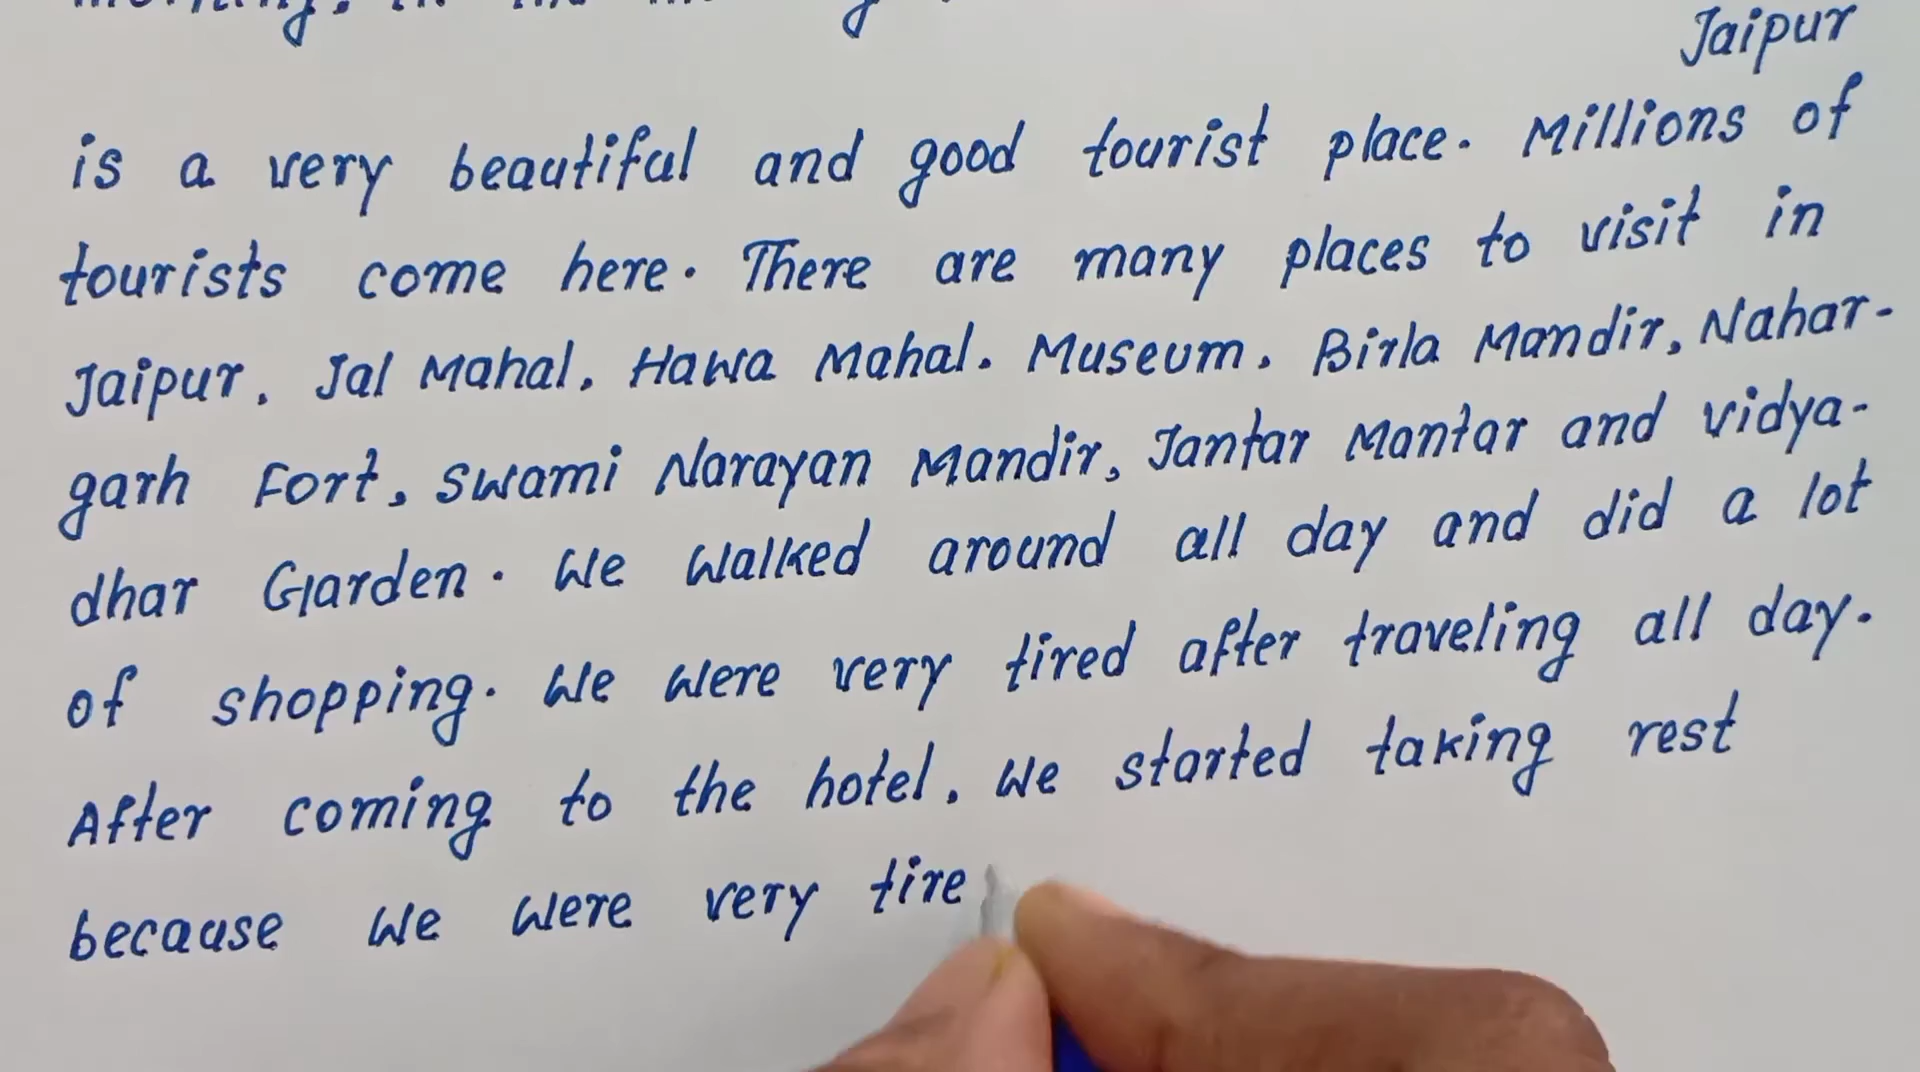 Jaipur
is a very beautiful and good tourist place. Millions of
tourists come here. There are many places to visit in
Jaipur, Jal Mahal, Hawa Mahal. Museum, Birla Mandir, Nahar-
garh Fort, Swami Narayan Mandir, Jantar Mantar and vidya-
dhar Garden. We walked around all day and did a lot
of shopping. We were very tired after traveling all day.
After coming to the hotel, we started taking rest
because we were very tire